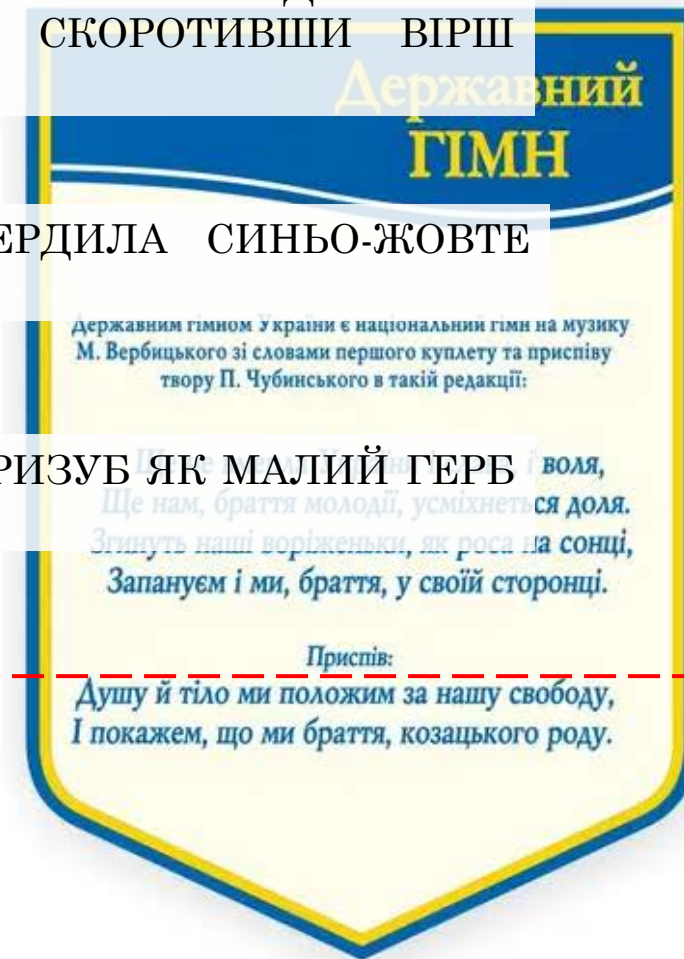 СКОРОТИВШИ ВІРШ
Державний
ГІМН
ЕРДИЛА СИНЬО-ЖОВТЕ
Державним гімном України є національний гімн на музику
М. Вербицького зі словами першого куплету та приспіву
твору П. Чубинського в такій редакції:
РИЗУБ ЯК МАЛИЙ ГЕРБ
воля,
Ще нам, браття молодії, усміхнеться доля.
Згинуть наші воріженьки, як роса на сонці,
Запануєм і ми, браття, у своїй сторонці.
Приспів:
Душу й тіло ми положим за нашу свободу,
І покажем, що ми браття, козацького роду.